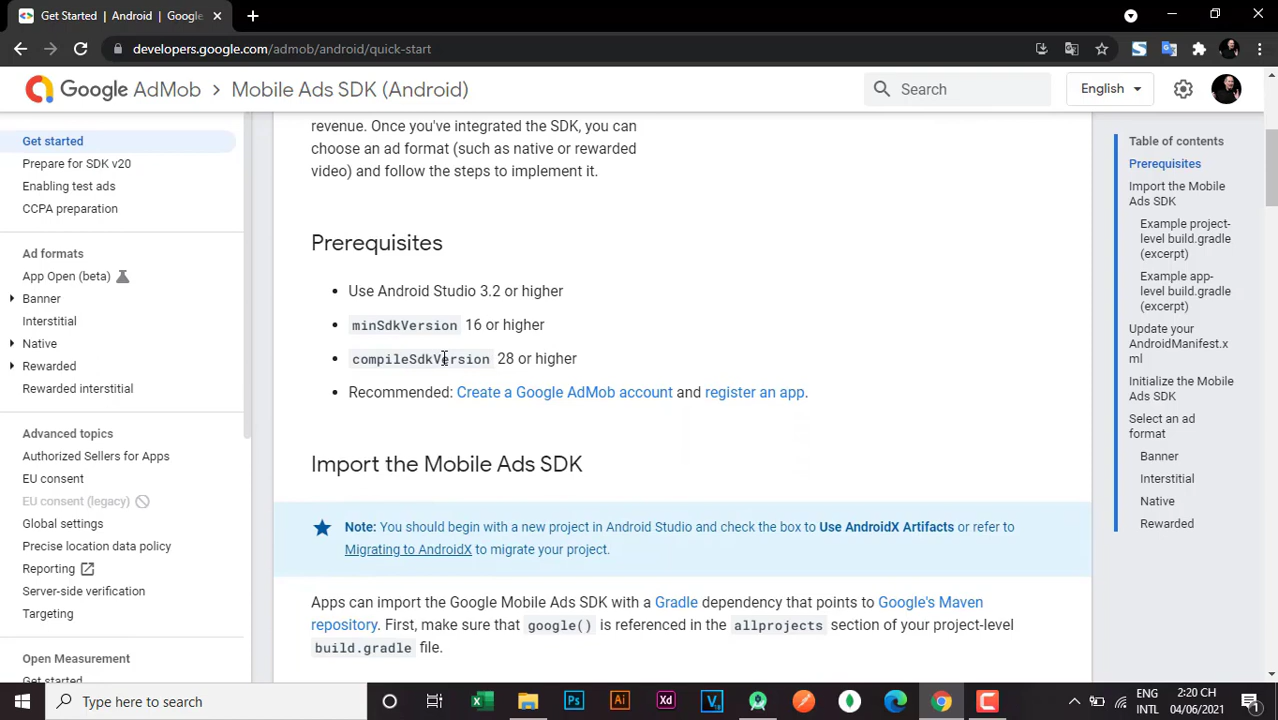 Get Started | Android | Google
developers.google.com/admob/android/quick-start
Google AdMob > Mobile Ads SDK (Android)
Search
English
Get started
Prepare for SDK v20
Enabling test ads
CCPA preparation
Ad formats
App Open (beta)
Banner
Interstitial
Native
Rewarded
Rewarded interstitial
Advanced topics
Authorized Sellers for Apps
EU consent
EU consent (legacy)
Global settings
Precise location data policy
Reporting
Server-side verification
Targeting
Open Measurement
Get started
revenue. Once you've integrated the SDK, you can
choose an ad format (such as native or rewarded
video) and follow the steps to implement it.
Prerequisites
• Use Android Studio 3.2 or higher
• minSdkVersion 16 or higher
• compileSdkVersion 28 or higher
• Recommended: Create a Google AdMob account and register an app.
Import the Mobile Ads SDK
Note: You should begin with a new project in Android Studio and check the box to Use AndroidX Artifacts or refer to
Migrating to AndroidX to migrate your project.
Apps can import the Google Mobile Ads SDK with a Gradle dependency that points to Google's Maven
repository. First, make sure that google() is referenced in the allprojects section of your project-level
build.gradle file.
Table of contents
Prerequisites
Import the Mobile
Ads SDK
Example project-
level build.gradle
(excerpt)
Example app-
level build.gradle
(excerpt)
Update your
AndroidManifest.x
ml
Initialize the Mobile
Ads SDK
Select an ad
format
Banner
Interstitial
Native
Rewarded
Type here to search
Ps
Ai
Xd
ENG
INTL
2:20 CH
04/06/2021